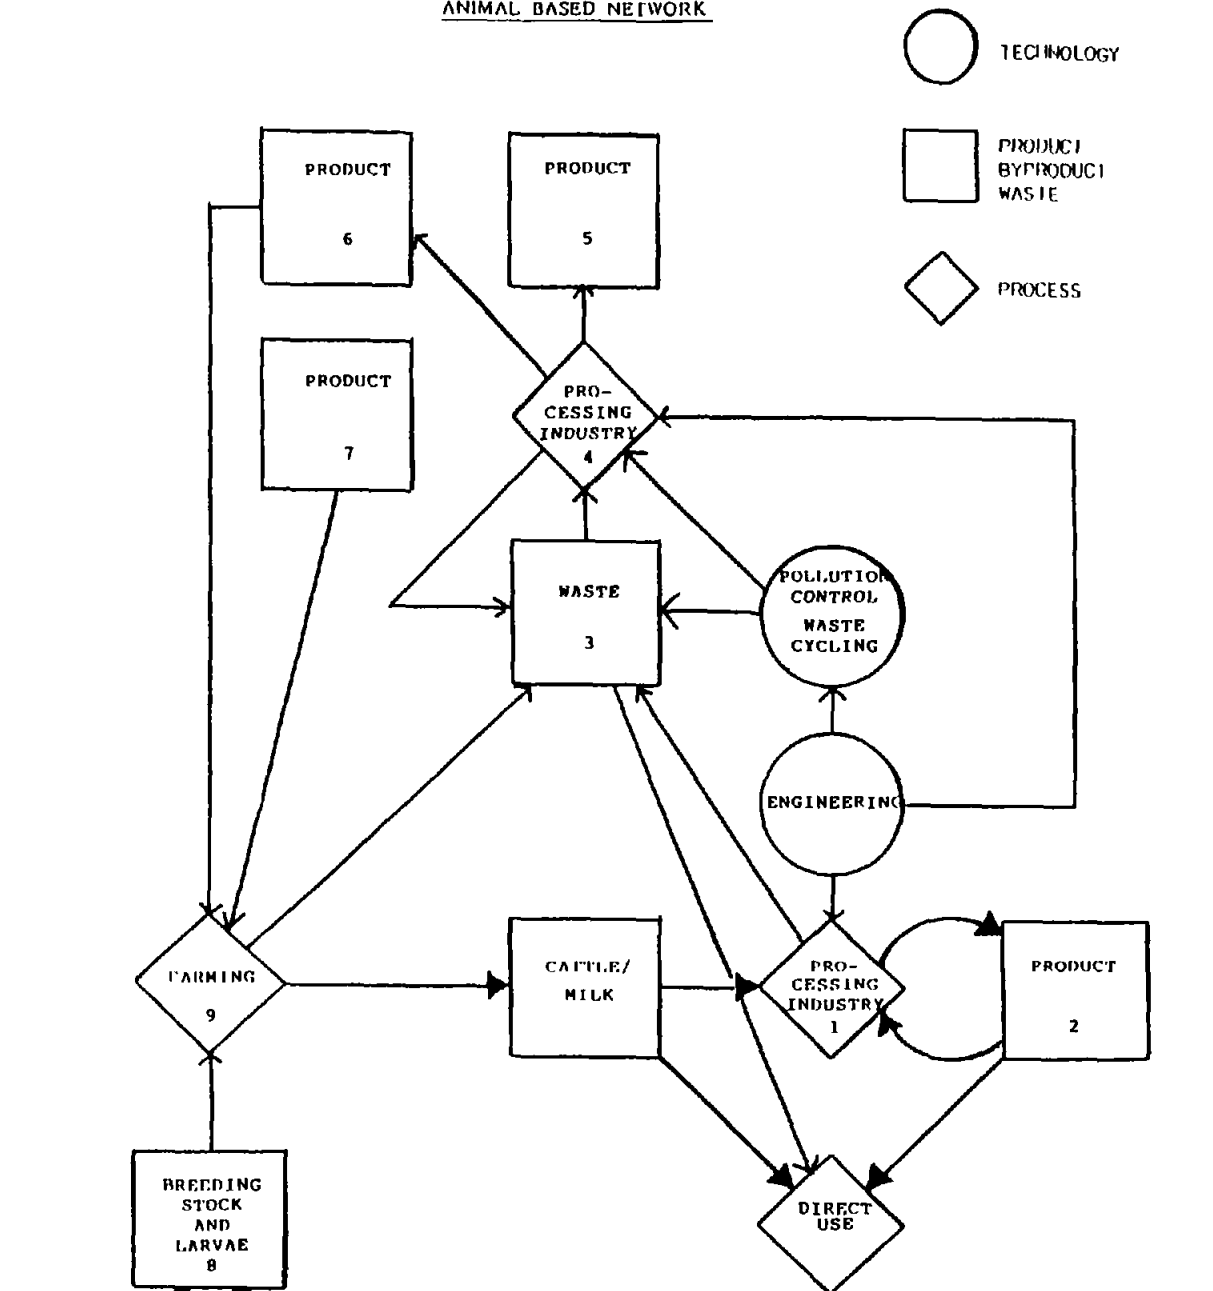 ANIMAL BASED NETWORK
TECHNOLOGY
PRODUCT
BYPRODUCT
WASTE
PROCESS
PRODUCT
6
PRODUCT
5
PRODUCT
7
PRO-
CESSING
INDUSTRY
4
WASTE
3
POLLUTION
CONTROL
WASTE
CYCLING
ENGINEERING
FARMING
9
CATTLE/
MILK
PRO-
CESSING
INDUSTRY
1
PRODUCT
2
BREEDING
STOCK
AND
LARVAE
8
DIRECT
USE